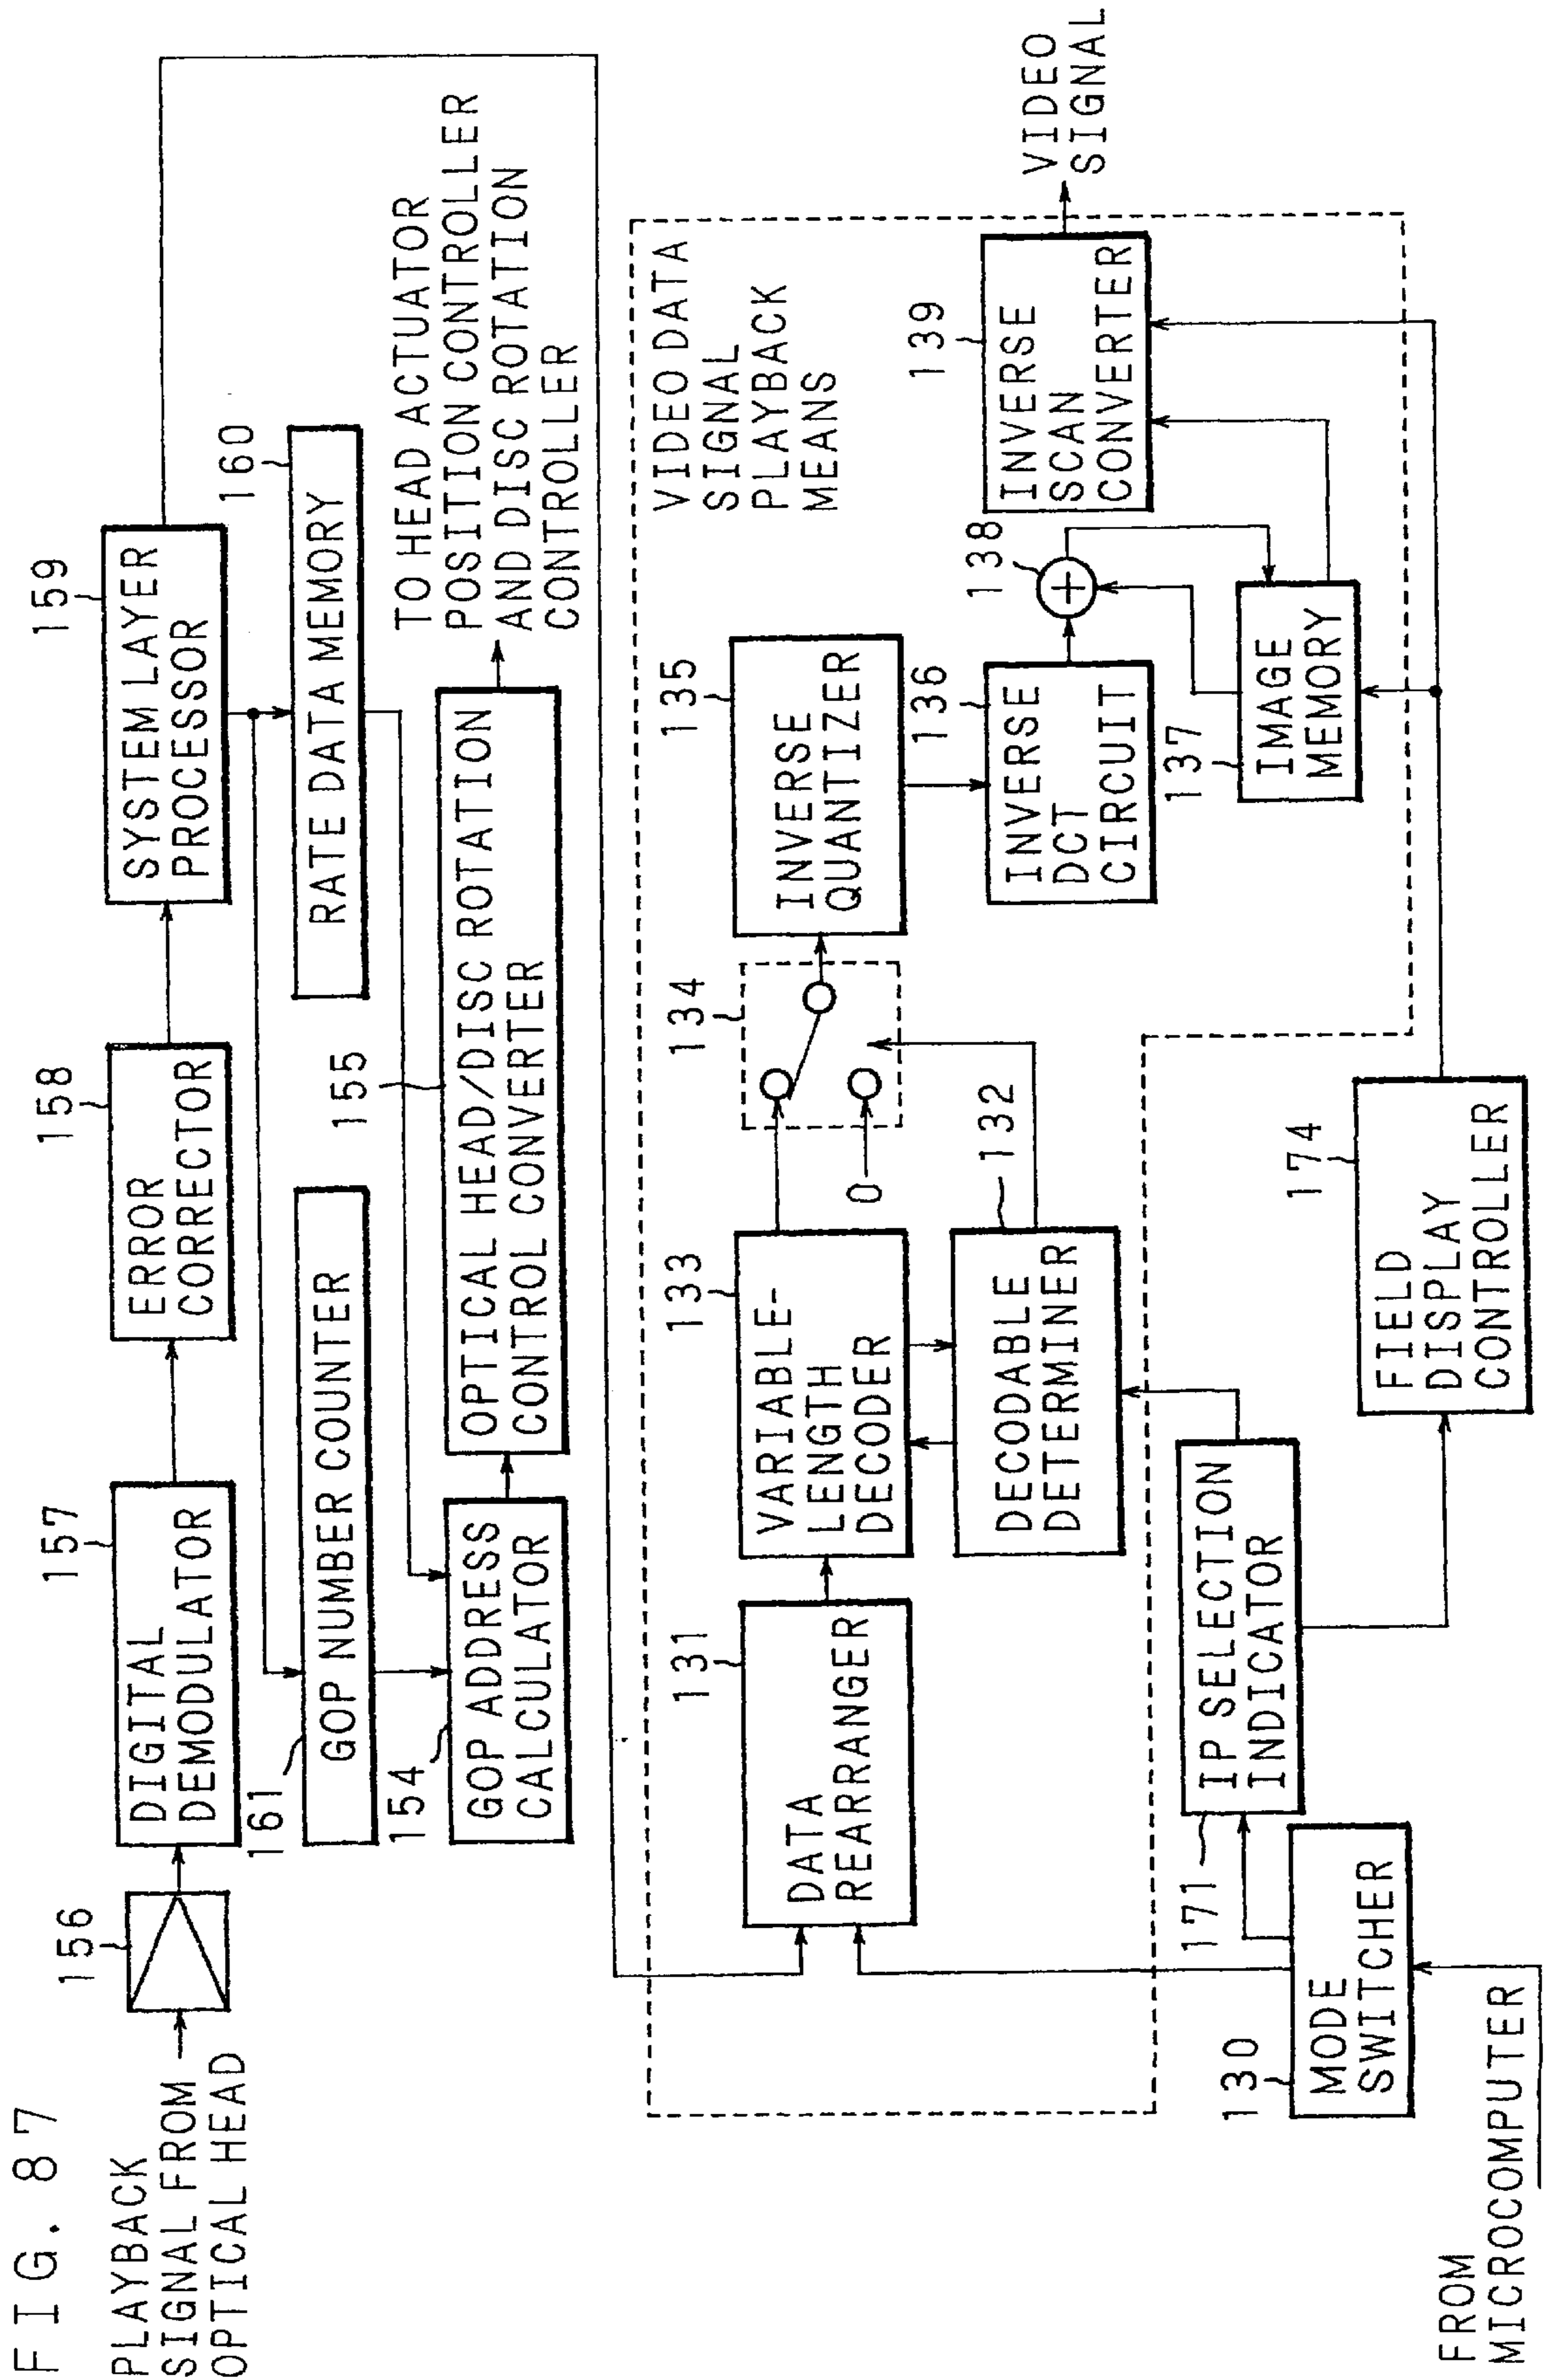 FIG. 87
PLAYBACK
SIGNAL FROM
OPTICAL HEAD
156
157
DIGITAL
DEMODULATOR
158
ERROR
CORRECTOR
159
SYSTEM LAYER
PROCESSOR
161
GOP NUMBER COUNTER
160
RATE DATA MEMORY
154
GOP ADDRESS
CALCULATOR
155
OPTICAL HEAD/DISC ROTATION
CONTROL CONVERTER
TO HEAD ACTUATOR
POSITION CONTROLLER
AND DISC ROTATION
CONTROLLER
VIDEO DATA
SIGNAL
PLAYBACK
MEANS
131
DATA
REARRANGER
133
VARIABLE-
LENGTH
DECODER
132
DECODABLE
DETERMINER
134
0
135
INVERSE
QUANTIZER
136
INVERSE
DCT
CIRCUIT
138
+
137
IMAGE
MEMORY
139
INVERSE
SCAN
CONVERTER
VIDEO
SIGNAL
130
MODE
SWITCHER
171
IP SELECTION
INDICATOR
174
FIELD
DISPLAY
CONTROLLER
FROM
MICROCOMPUTER